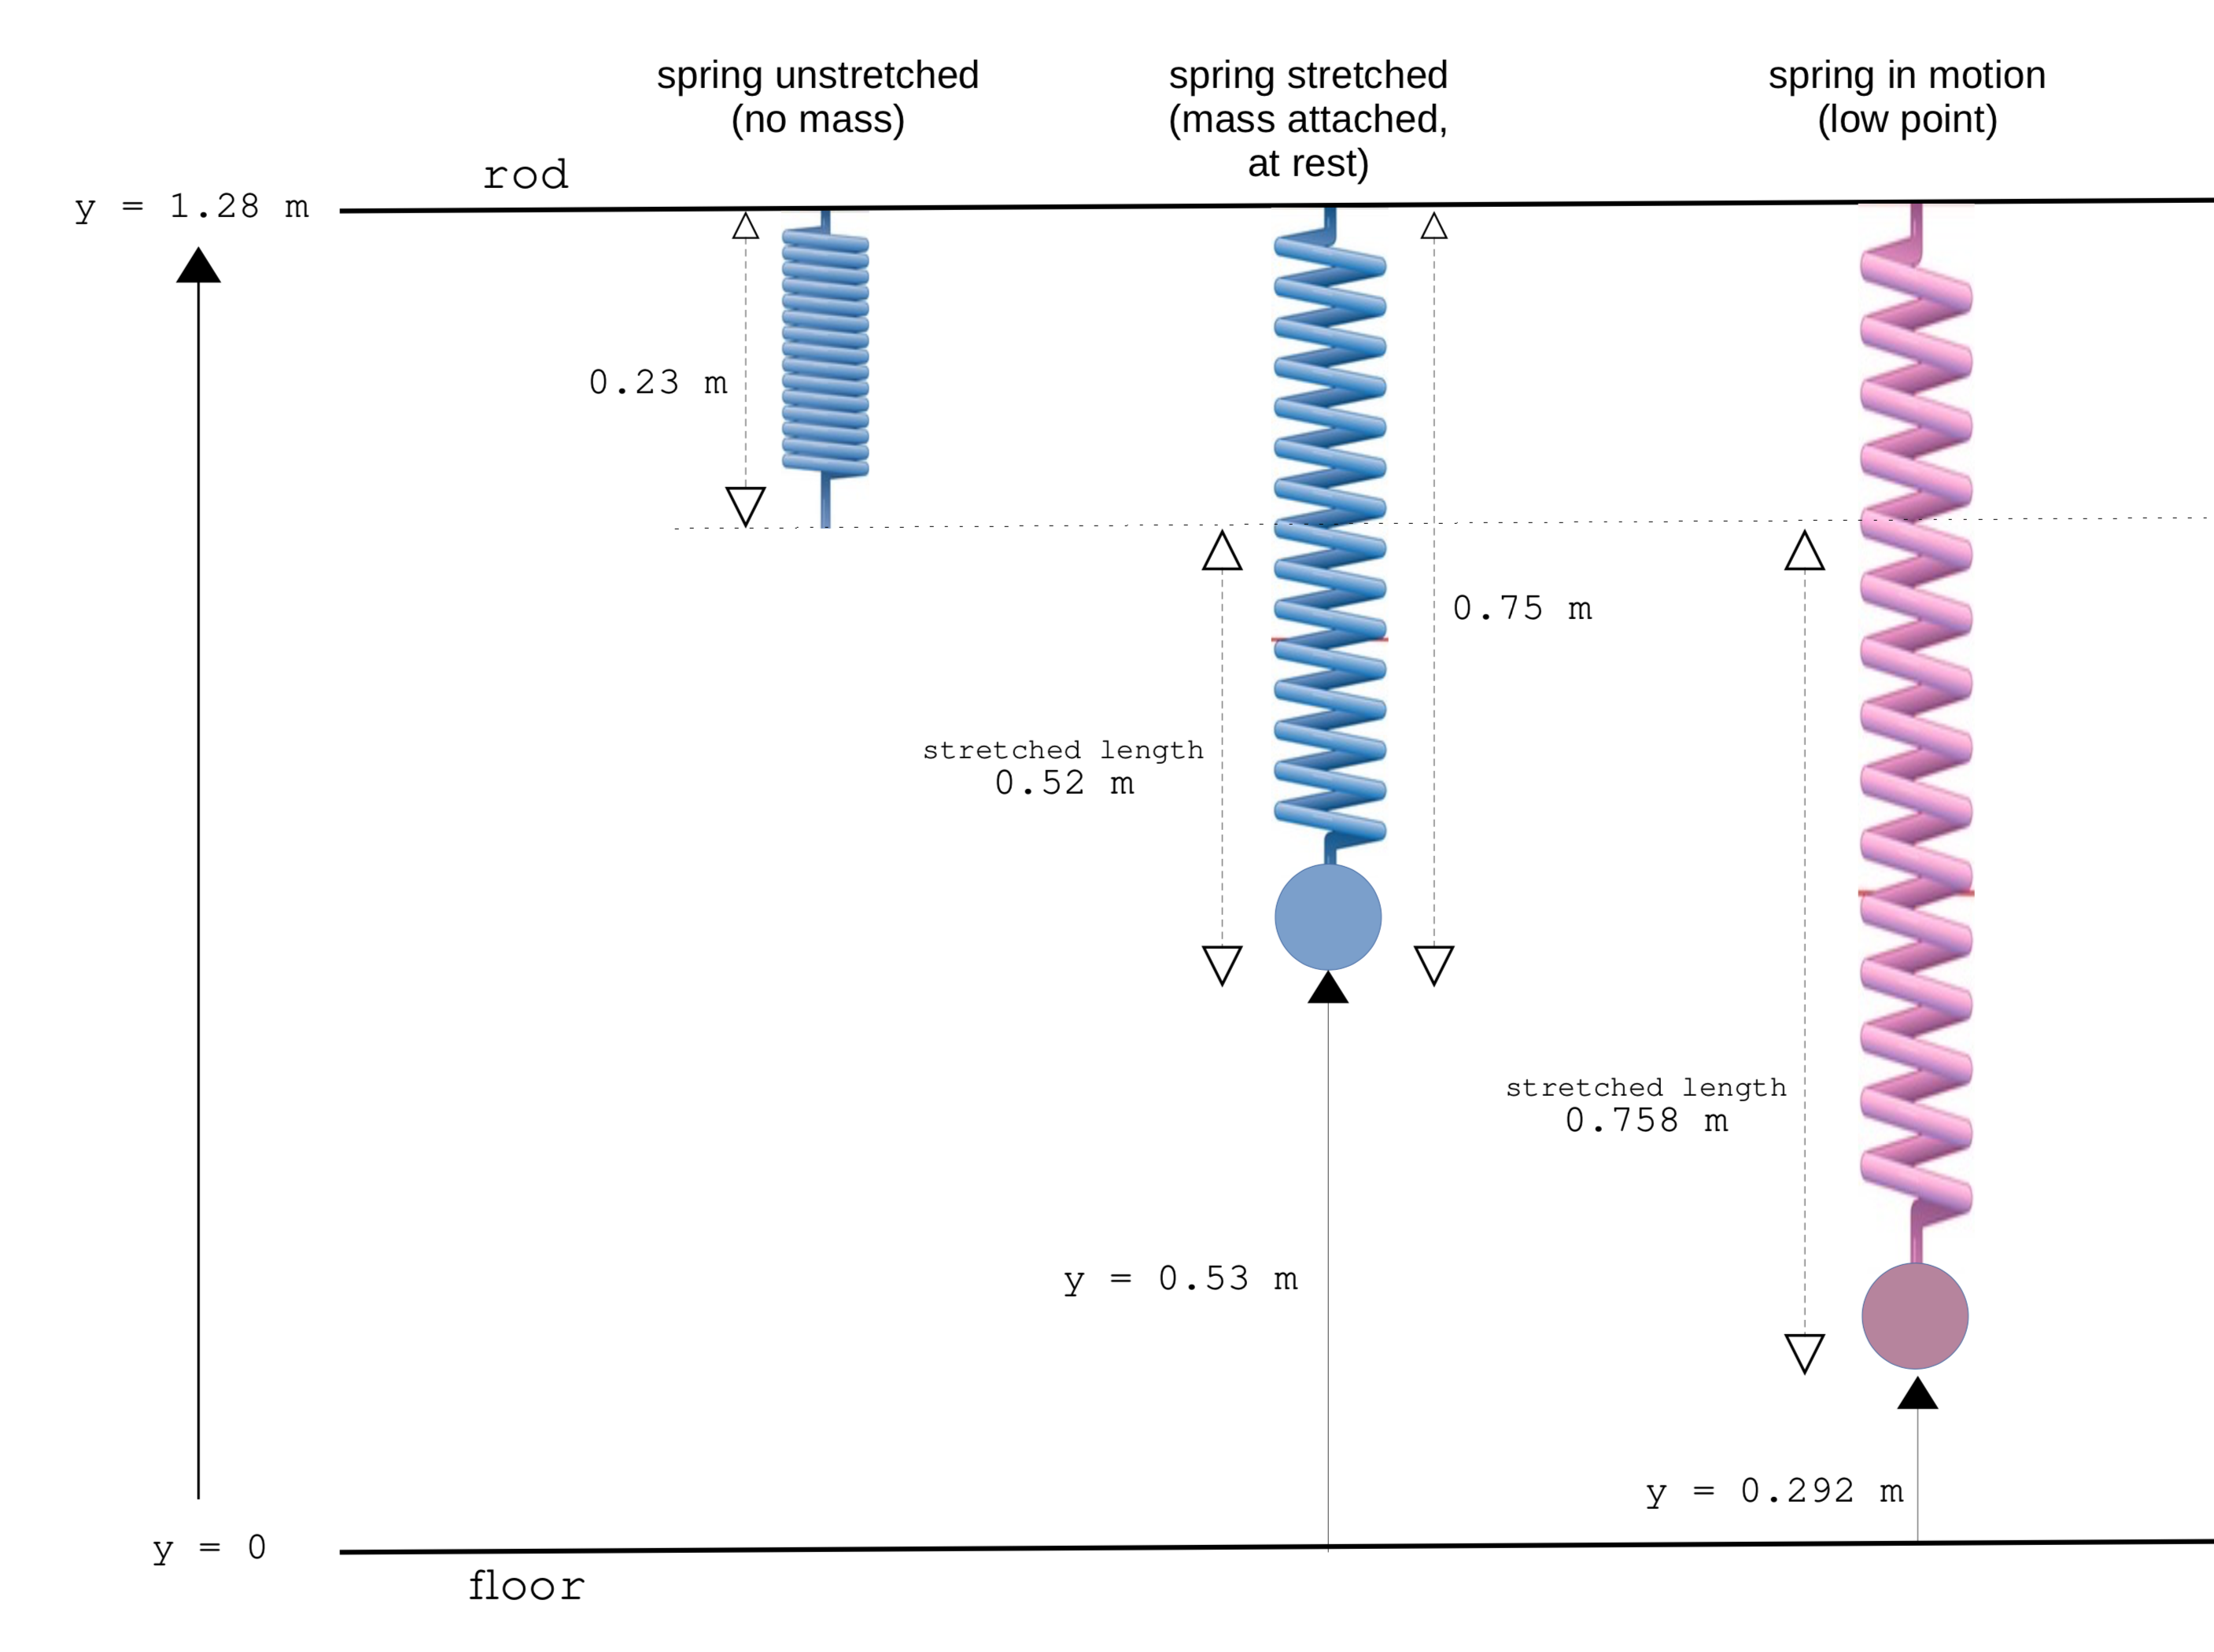 spring unstretched
(no mass)
spring stretched
(mass attached,
at rest)
spring in motion
(low point)
rod
y = 1.28 m
0.23 m
0.75 m
stretched length
0.52 m
stretched length
0.758 m
y = 0.53 m
y = 0.292 m
y = 0
floor